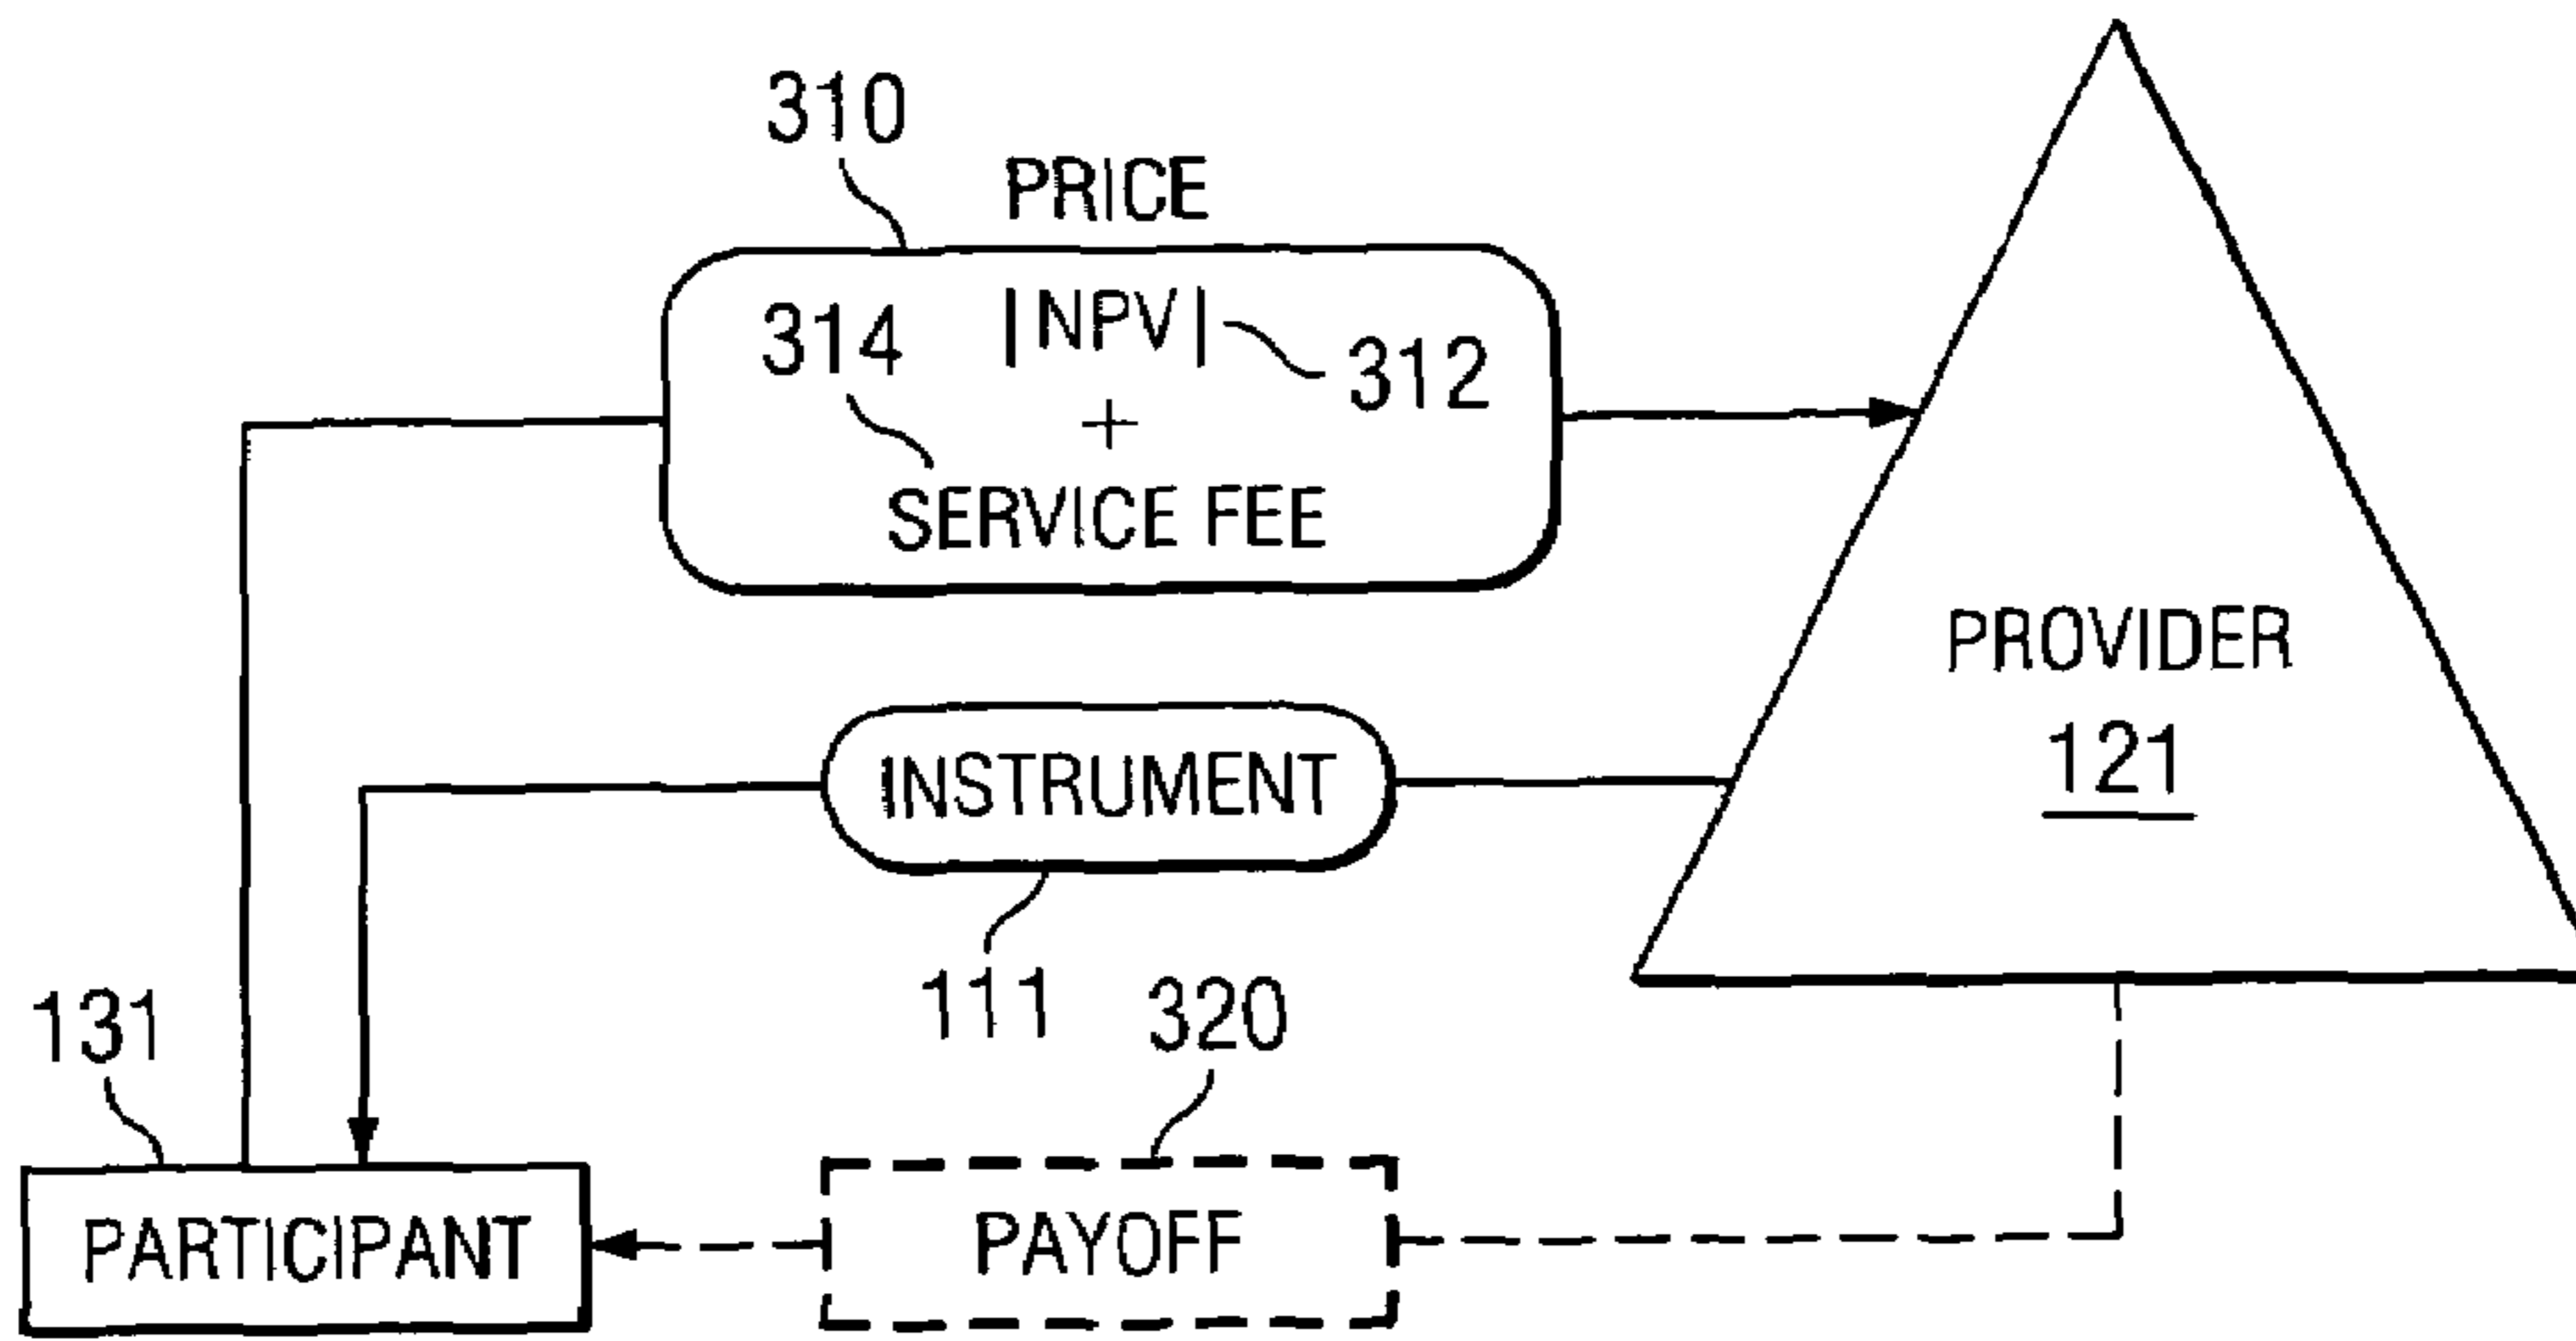 310
PRICE
314 |NPV| 312
+
SERVICE FEE
PROVIDER
121
INSTRUMENT
111
320
131
PARTICIPANT
PAYOFF